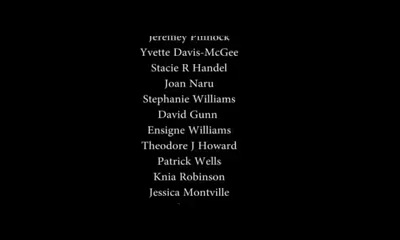 Yvette Davis-McGee
Stacie R Handel
Joan Naru
Stephanie Williams
David Gunn
Ensigne Williams
Theodore J Howard
Patrick Wells
Knia Robinson
Jessica Montville